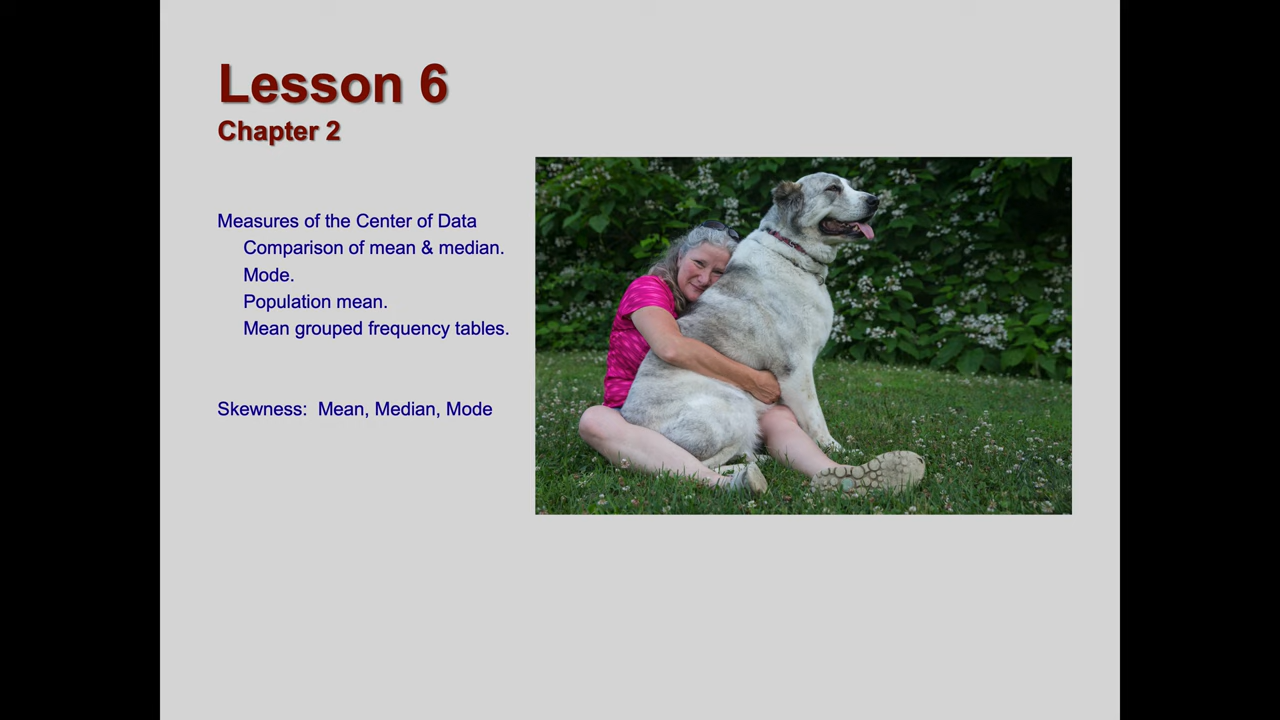 Lesson 6
Chapter 2
Measures of the Center of Data
Comparison of mean & median.
Mode.
Population mean.
Mean grouped frequency tables.
Skewness: Mean, Median, Mode